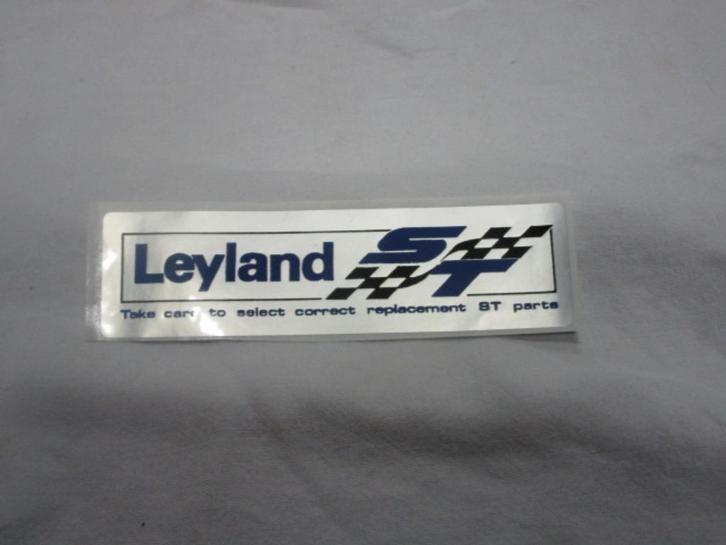 Leyland ST
Take care to select correct replacement ST parts